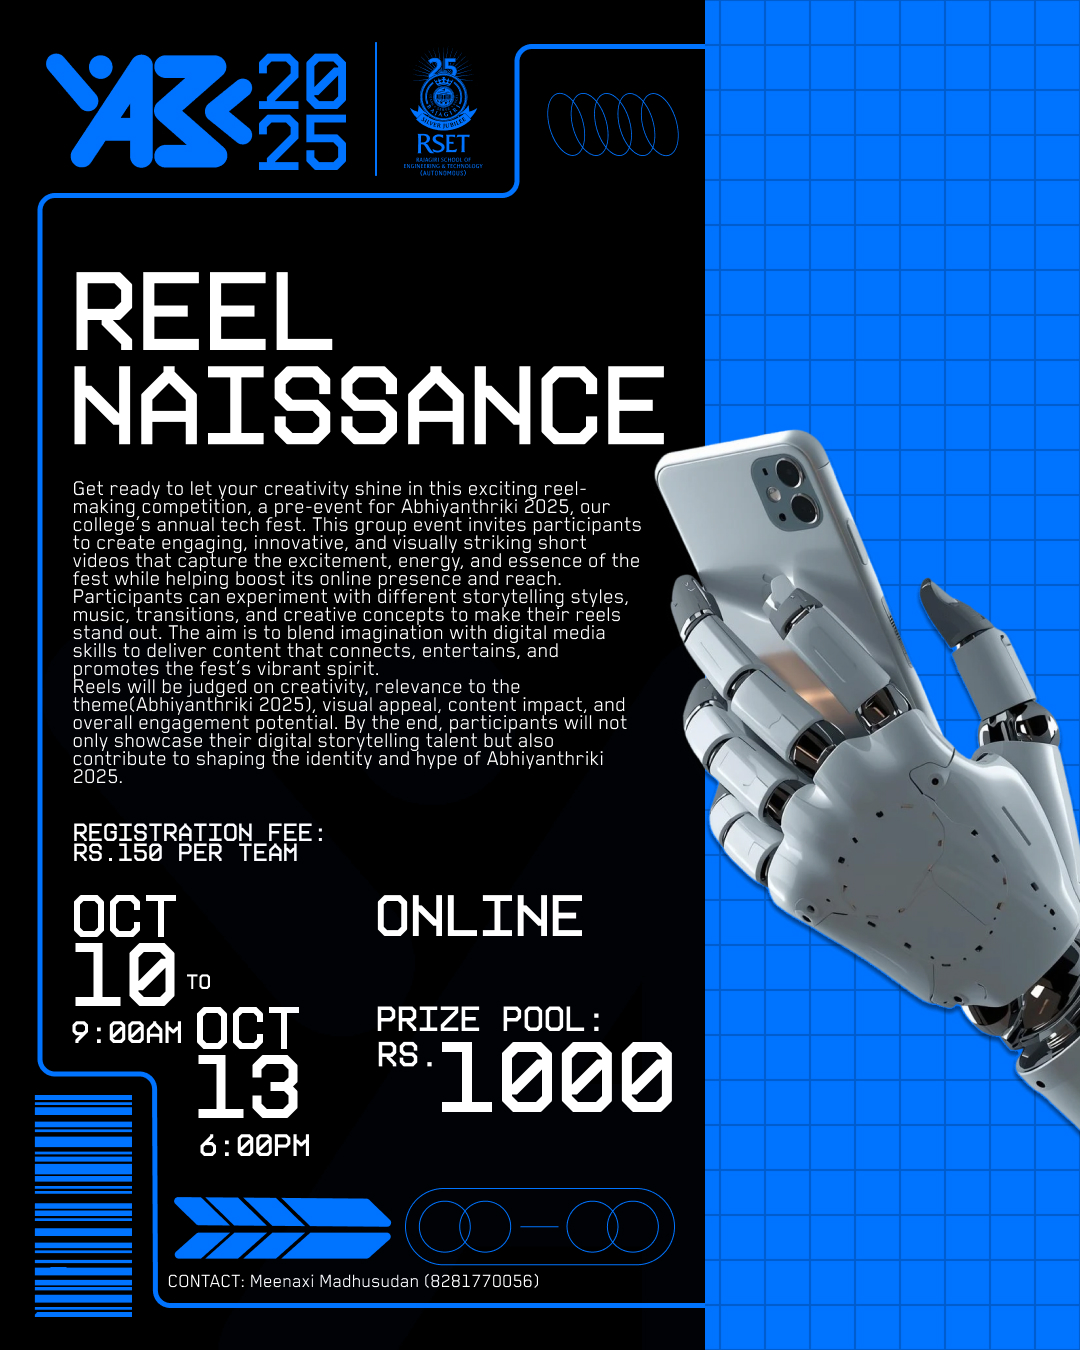 2025
25
RAJAGIRI
SILVER JUBILEE
RSET
RAJAGIRI SCHOOL OF
ENGINEERING & TECHNOLOGY
(AUTONOMOUS)
REEL
NAISSANCE
Get ready to let your creativity shine in this exciting reel-
making competition, a pre-event for Abhiyanthriki 2025, our
college's annual tech fest. This group event invites participants
to create engaging, innovative, and visually striking short
videos that capture the excitement, energy, and essence of the
fest while helping boost its online presence and reach.
Participants can experiment with different storytelling styles,
music, transitions, and creative concepts to make their reels
stand out. The aim is to blend imagination with digital media
skills to deliver content that connects, entertains, and
promotes the fest's vibrant spirit.
Reels will be judged on creativity, relevance to the
theme(Abhiyanthriki 2025), visual appeal, content impact, and
overall engagement potential. By the end, participants will not
only showcase their digital storytelling talent but also
contribute to shaping the identity and hype of Abhiyanthriki
2025.
REGISTRATION FEE:
RS.150 PER TEAM
OCT
10 TO
9:00AM
OCT
13
6:00PM
ONLINE
PRIZE POOL:
RS.1000
CONTACT: Meenaxi Madhusudan (8281770056)